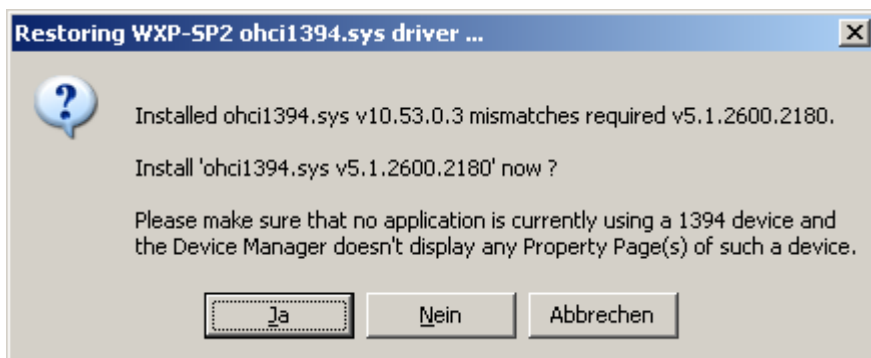 Restoring WXP-SP2 ohci1394.sys driver ...
Installed ohci1394.sys v10.53.0.3 mismatches required v5.1.2600.2180.
Install 'ohci1394.sys v5.1.2600.2180' now ?
Please make sure that no application is currently using a 1394 device and
the Device Manager doesn't display any Property Page(s) of such a device.
Ja
Nein
Abbrechen